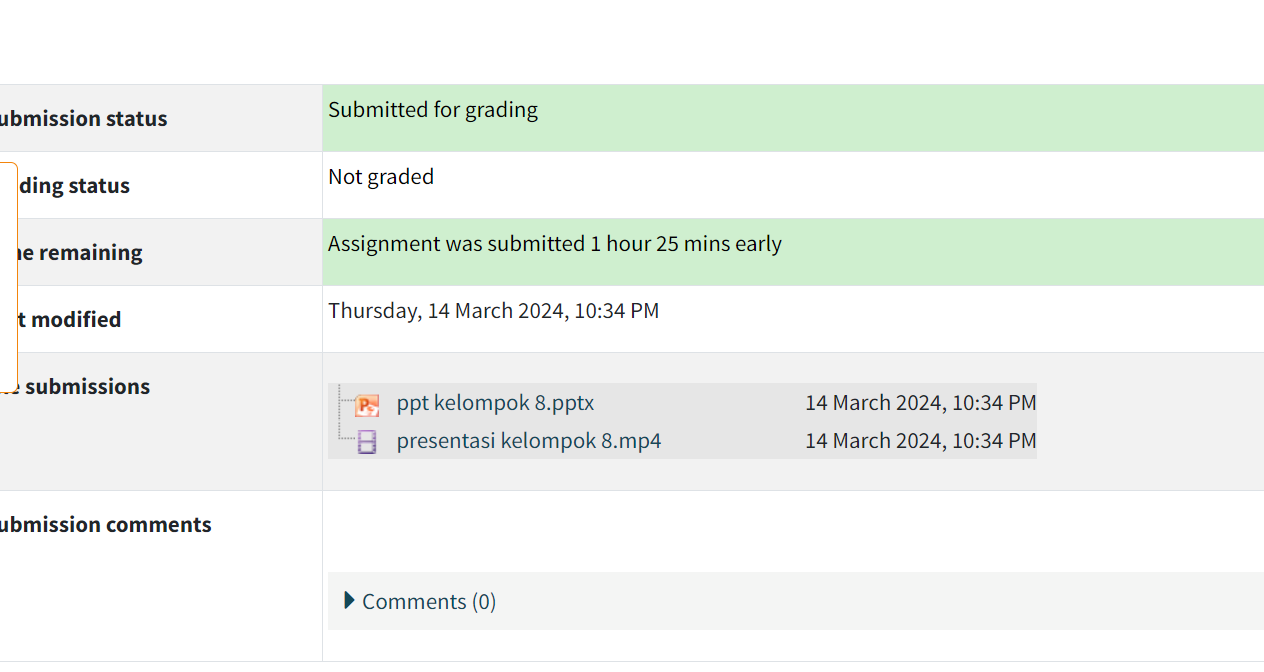 ubmission status
Submitted for grading
ding status
Not graded
ne remaining
Assignment was submitted 1 hour 25 mins early
t modified
Thursday, 14 March 2024, 10:34 PM
submissions
ppt kelompok 8.pptx 14 March 2024, 10:34 PM
presentasi kelompok 8.mp4 14 March 2024, 10:34 PM
ubmission comments
Comments (0)